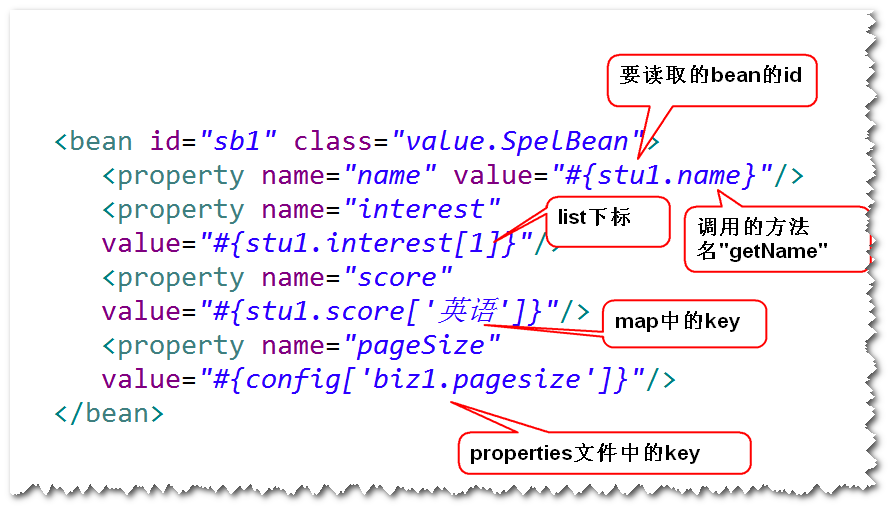 要读取的bean的id
<bean id="sb1" class="value.SpelBean">
<property name="name" value="#{stu1.name}"/>
<property name="interest"
list下标
调用的方法
名"getName"
value="#{stu1.interest[1]}"/>
<property name="score"
value="#{stu1.score['英语']}"/>
map中的key
<property name="pageSize"
value="#{config['biz1.pagesize']}"/>
</bean>
properties文件中的key